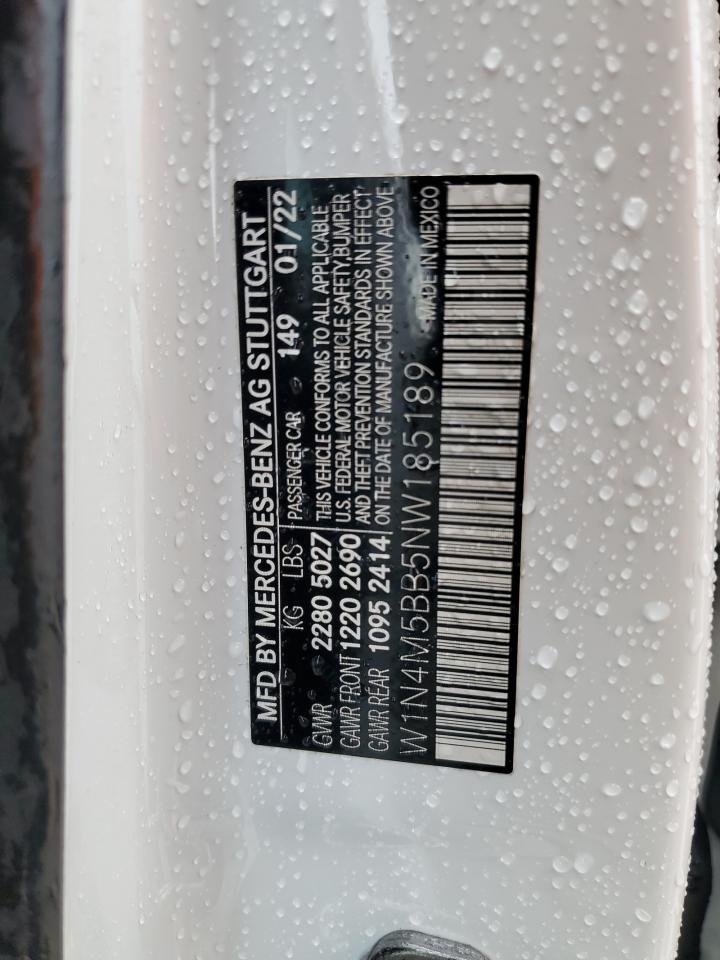 MFD BY MERCEDES-BENZ AG STUTTGART
KG LBS PASSENGER CAR 149 01/22
GVWR 2280 5027 THIS VEHICLE CONFORMS TO ALL APPLICABLE
GAWR FRONT 1220 2690 U.S. FEDERAL MOTOR VEHICLE SAFETY, BUMPER
GAWR REAR 1095 2414 AND THEFT PREVENTION STANDARDS IN EFFECT
ON THE DATE OF MANUFACTURE SHOWN ABOVE
W1N4M5BB5NW185189 MADE IN MEXICO